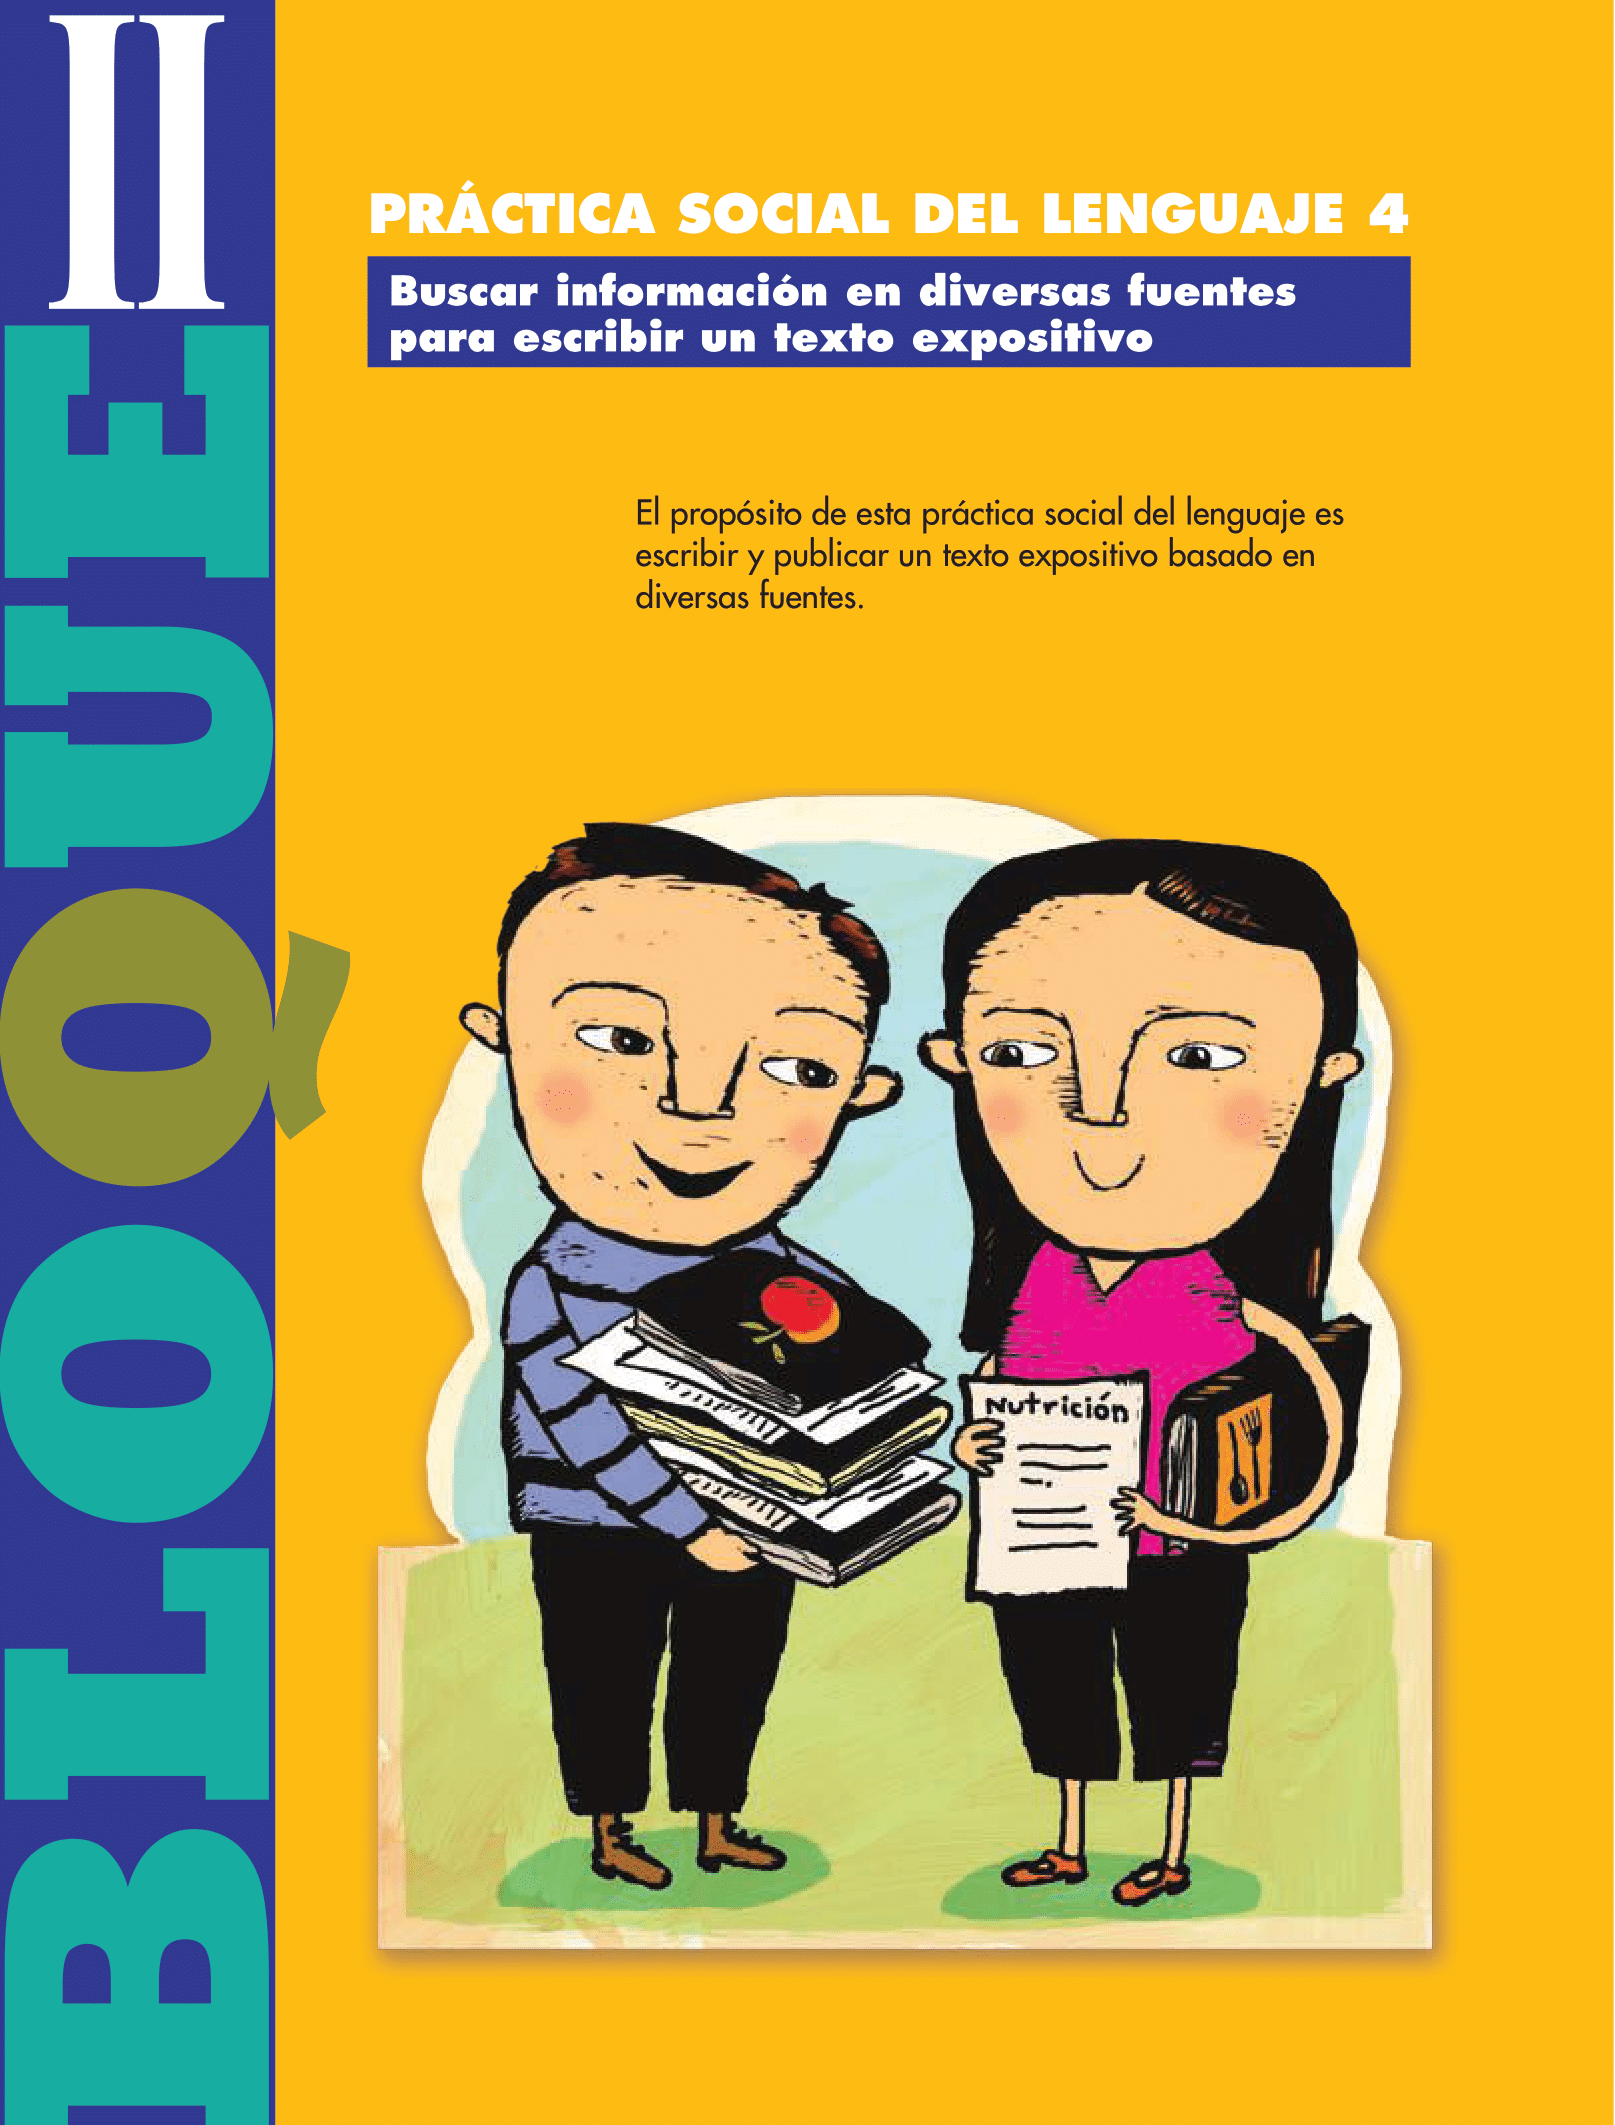 BLOQUE II
PRÁCTICA SOCIAL DEL LENGUAJE 4
Buscar información en diversas fuentes
para escribir un texto expositivo
El propósito de esta práctica social del lenguaje es
escribir y publicar un texto expositivo basado en
diversas fuentes.
Nutrición